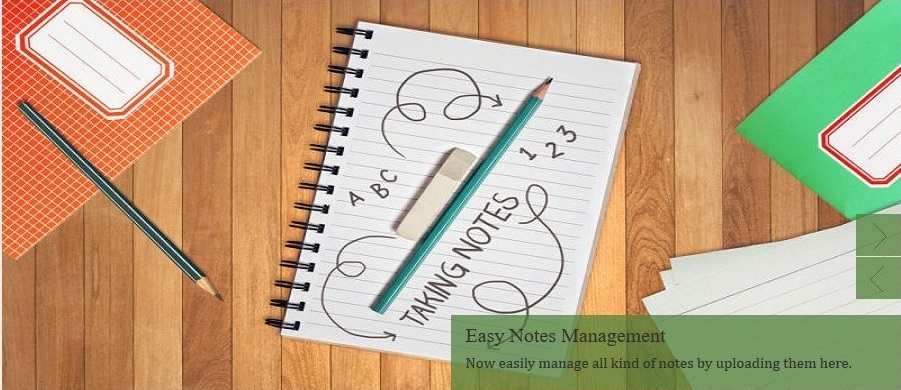 A BC
1 2 3
TAKING NOTES
Easy Notes Management
Now easily manage all kind of notes by uploading them here.